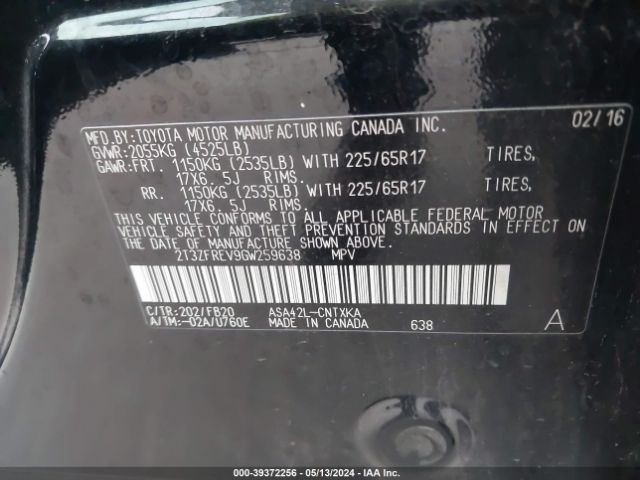 MFD.BY:TOYOTA MOTOR MANUFACTURING CANADA INC. 02/16
GVWR:2055KG (4525LB)
GAWR:FRT. 1150KG (2535LB) WITH 225/65R17 TIRES,
17X6.5J RIMS.
RR. 1150KG (2535LB) WITH 225/65R17 TIRES,
17X6.5J RIMS.
THIS VEHICLE CONFORMS TO ALL APPLICABLE FEDERAL MOTOR
VEHICLE SAFETY AND THEFT PREVENTION STANDARDS IN EFFECT ON
THE DATE OF MANUFACTURE SHOWN ABOVE.
2T3ZFREV9GW259638 MPV
C/TR:202/FB20 ASA42L-CNTXKA
A/TM:-02A/U760E MADE IN CANADA 638 A
000-39372256 - 05/13/2024 - IAA Inc.